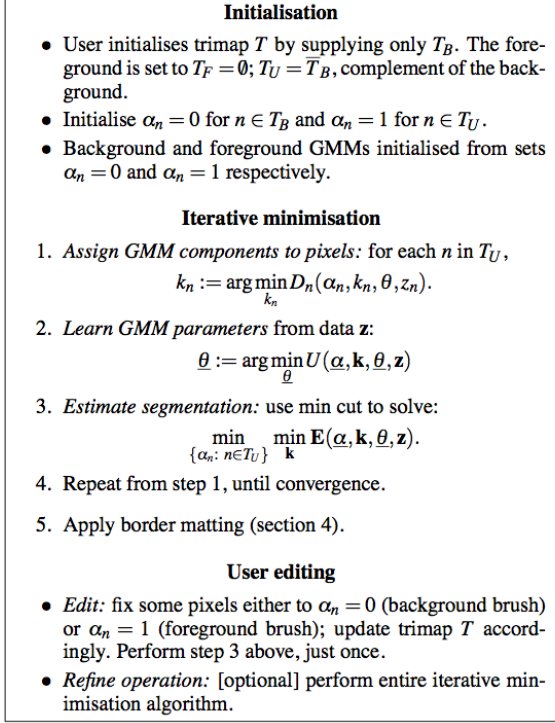 Initialisation
• User initialises trimap T by supplying only T_B. The fore-
ground is set to T_F = ∅; T_U = T̅_B, complement of the back-
ground.
• Initialise α_n = 0 for n ∈ T_B and α_n = 1 for n ∈ T_U.
• Background and foreground GMMs initialised from sets
α_n = 0 and α_n = 1 respectively.
Iterative minimisation
1. Assign GMM components to pixels: for each n in T_U,
k_n := arg min D_n(α_n, k_n, θ, z_n).
k_n
2. Learn GMM parameters from data z:
θ̲ := arg min U(α̲, k, θ̲, z)
θ̲
3. Estimate segmentation: use min cut to solve:
min min E(α̲, k, θ̲, z).
{α_n: n∈T_U} k
4. Repeat from step 1, until convergence.
5. Apply border matting (section 4).
User editing
• Edit: fix some pixels either to α_n = 0 (background brush)
or α_n = 1 (foreground brush); update trimap T accord-
ingly. Perform step 3 above, just once.
• Refine operation: [optional] perform entire iterative min-
imisation algorithm.